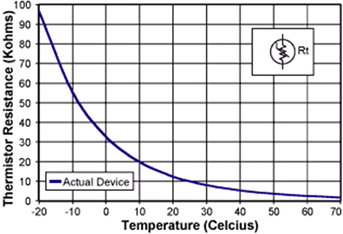 Thermistor Resistance (Kohms)
100
90
80
70
60
50
40
30
20
10
0
Rt
Actual Device
-20 -10 0 10 20 30 40 50 60 70
Temperature (Celcius)